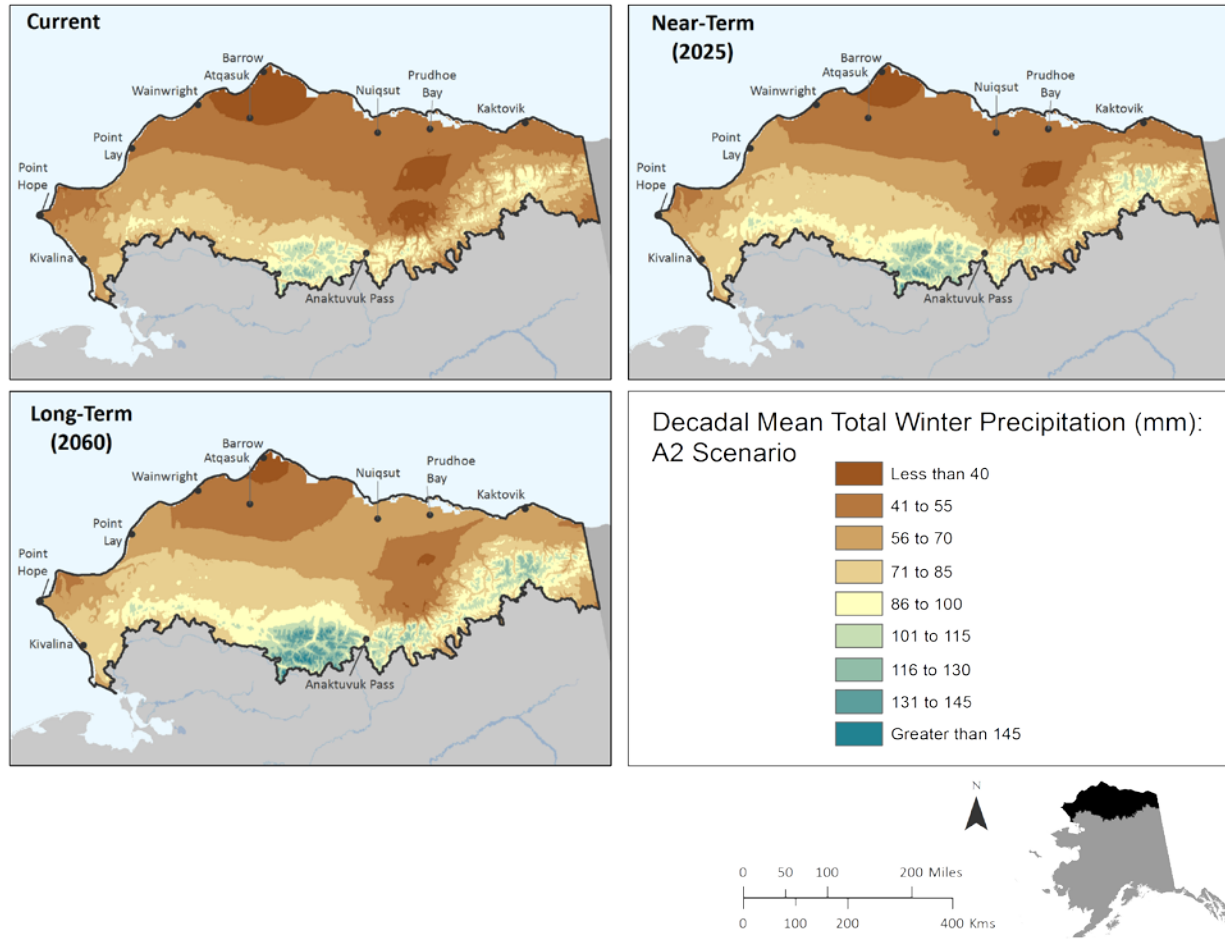 Current
Barrow
Atqasuk
Wainwright
Nuiqsut
Prudhoe
Bay
Kaktovik
Point
Lay
Point
Hope
Kivalina
Anaktuvuk Pass
Near-Term
(2025)
Barrow
Atqasuk
Wainwright
Nuiqsut
Prudhoe
Bay
Kaktovik
Point
Lay
Point
Hope
Kivalina
Anaktuvuk Pass
Long-Term
(2060)
Barrow
Atqasuk
Wainwright
Nuiqsut
Prudhoe
Bay
Kaktovik
Point
Lay
Point
Hope
Kivalina
Anaktuvuk Pass
Decadal Mean Total Winter Precipitation (mm):
A2 Scenario
Less than 40
41 to 55
56 to 70
71 to 85
86 to 100
101 to 115
116 to 130
131 to 145
Greater than 145
N
0 50 100 200 Miles
0 100 200 400 Kms